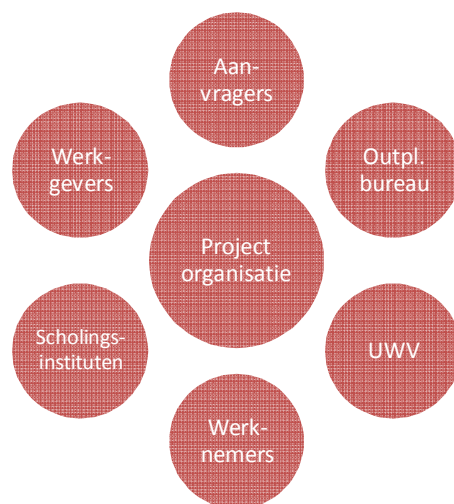 Aan-
vragers
Werk-
gevers
Outpl.
bureau
Project
organisatie
Scholings-
instituten
UWV
Werk-
nemers